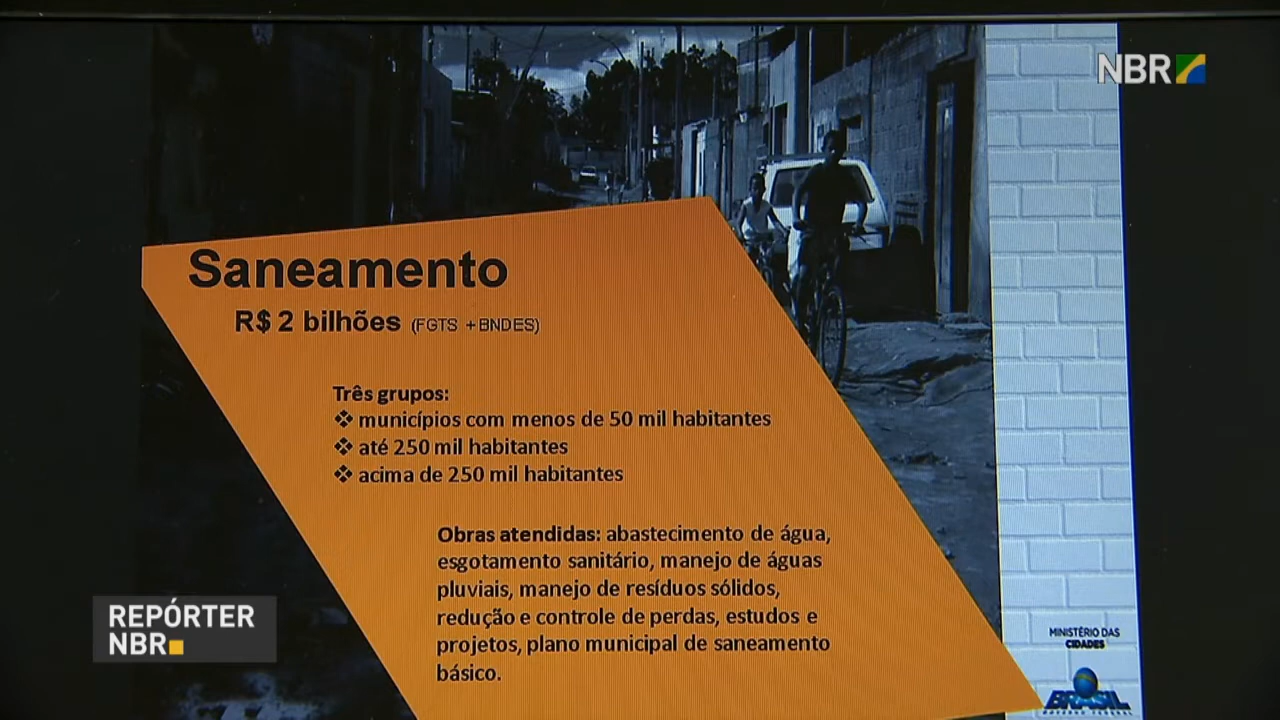 NBR
Saneamento
R$ 2 bilhões (FGTS + BNDES)
Três grupos:
❖ municípios com menos de 50 mil habitantes
❖ até 250 mil habitantes
❖ acima de 250 mil habitantes
Obras atendidas: abastecimento de água,
esgotamento sanitário, manejo de águas
pluviais, manejo de resíduos sólidos,
redução e controle de perdas, estudos e
projetos, plano municipal de saneamento
básico.
REPÓRTER
NBR
MINISTÉRIO DAS
CIDADES
BRASIL
GOVERNO FEDERAL